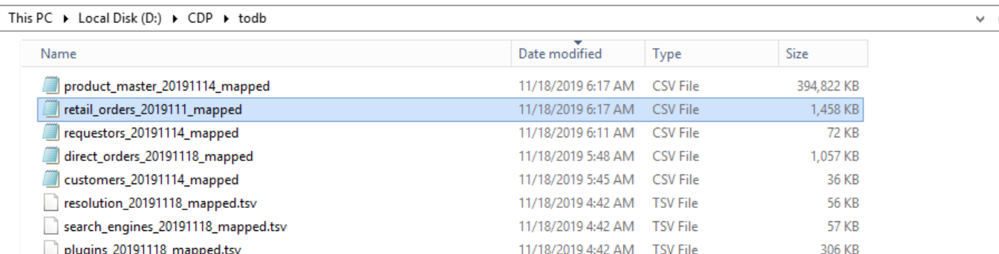 This PC Local Disk (D:) CDP todb
Name Date modified Type Size
product_master_20191114_mapped 11/18/2019 6:17 AM CSV File 394,822 KB
retail_orders_2019111_mapped 11/18/2019 6:17 AM CSV File 1,458 KB
requestors_20191114_mapped 11/18/2019 6:11 AM CSV File 72 KB
direct_orders_20191118_mapped 11/18/2019 5:48 AM CSV File 1,057 KB
customers_20191114_mapped 11/18/2019 5:45 AM CSV File 36 KB
resolution_20191118_mapped.tsv 11/18/2019 4:42 AM TSV File 56 KB
search_engines_20191118_mapped.tsv 11/18/2019 4:42 AM TSV File 57 KB
plugins_20191118_mapped.tsv 11/18/2019 4:42 AM TSV File 306 KB